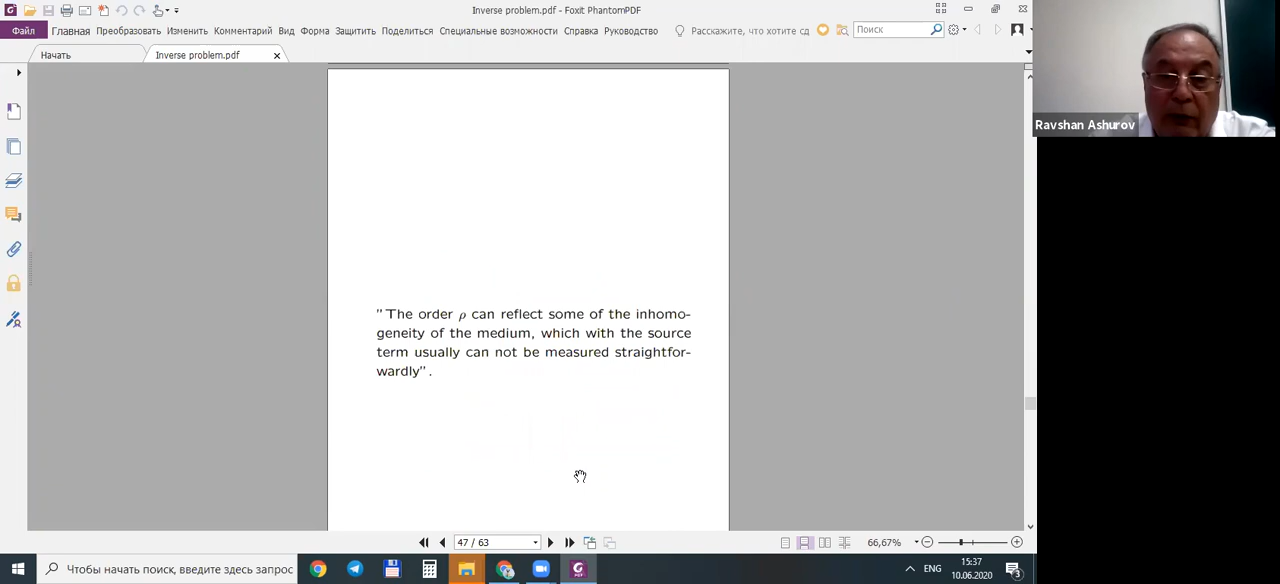 Inverse problem.pdf - Foxit PhantomPDF
Файл Главная Преобразовать Изменить Комментарий Вид Форма Защитить Поделиться Специальные возможности Справка Руководство Расскажите, что хотите сд Поиск
Начать Inverse problem.pdf
Ravshan Ashurov
"The order ρ can reflect some of the inhomo-
geneity of the medium, which with the source
term usually can not be measured straightfor-
wardly".
47 / 63 66,67%
Чтобы начать поиск, введите здесь запрос ENG 15:37
10.06.2020 3